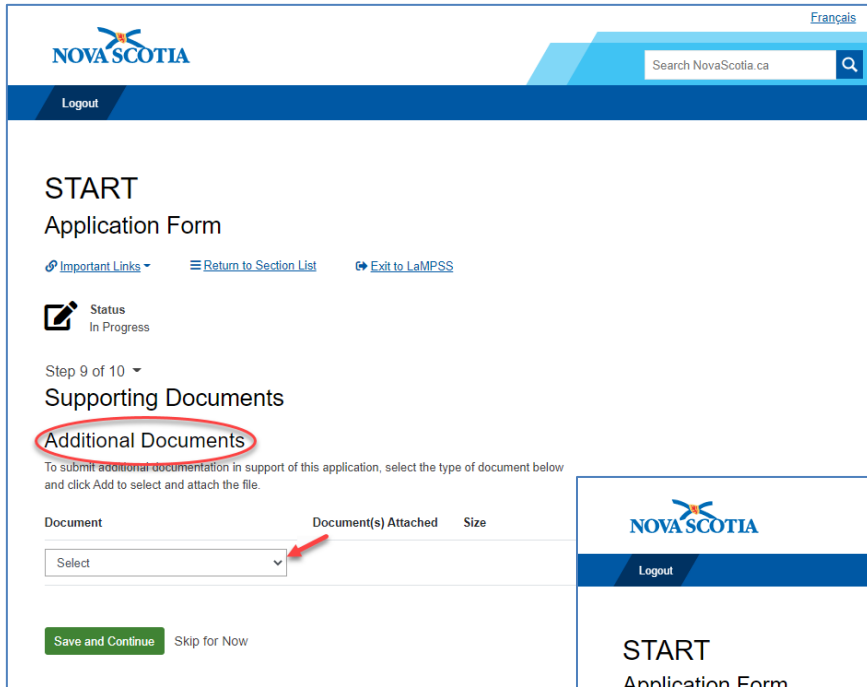 Français
NOVA SCOTIA
Search NovaScotia.ca
Logout
START
Application Form
Important Links
Return to Section List
Exit to LaMPSS
Status
In Progress
Step 9 of 10
Supporting Documents
Additional Documents
To submit additional documentation in support of this application, select the type of document below
and click Add to select and attach the file.
Document Document(s) Attached Size
Select
Save and Continue Skip for Now
NOVA SCOTIA
Logout
START
Application Form